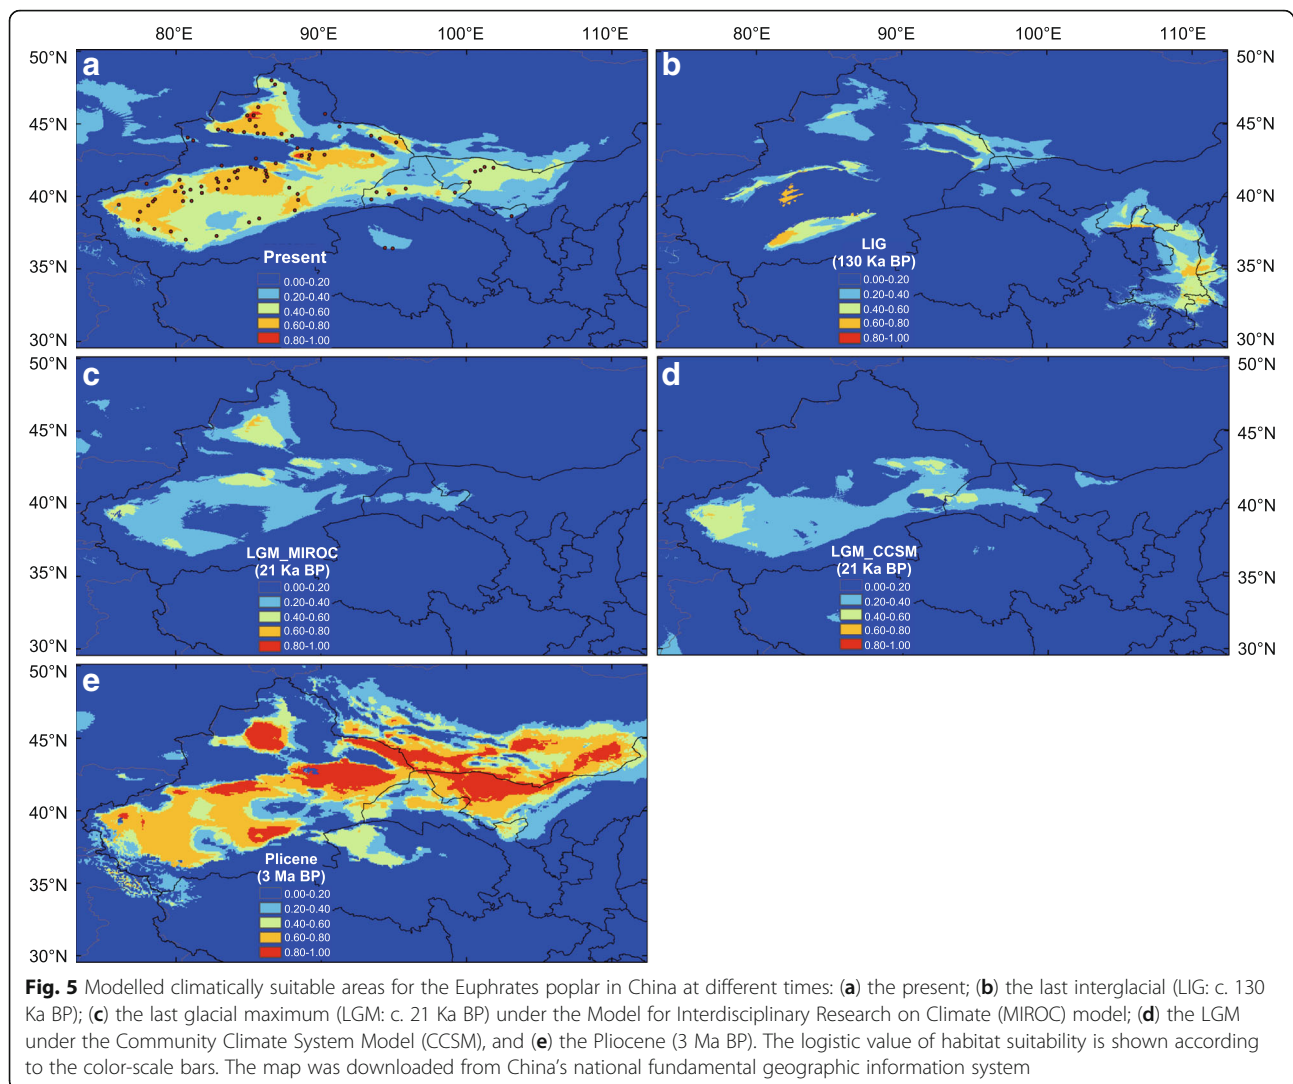 80°E 90°E 100°E 110°E 80°E 90°E 100°E 110°E
50°N a b 50°N
45°N 45°N
40°N 40°N
35°N 35°N
30°N 30°N
Present
0.00-0.20
0.20-0.40
0.40-0.60
0.60-0.80
0.80-1.00
LIG
(130 Ka BP)
0.00-0.20
0.20-0.40
0.40-0.60
0.60-0.80
0.80-1.00
50°N c d 50°N
45°N 45°N
40°N 40°N
35°N 35°N
30°N 30°N
LGM_MIROC
(21 Ka BP)
0.00-0.20
0.20-0.40
0.40-0.60
0.60-0.80
0.80-1.00
LGM_CCSM
(21 Ka BP)
0.00-0.20
0.20-0.40
0.40-0.60
0.60-0.80
0.80-1.00
50°N e
45°N
40°N
35°N
30°N
Plicene
(3 Ma BP)
0.00-0.20
0.20-0.40
0.40-0.60
0.60-0.80
0.80-1.00
Fig. 5 Modelled climatically suitable areas for the Euphrates poplar in China at different times: (a) the present; (b) the last interglacial (LIG: c. 130
Ka BP); (c) the last glacial maximum (LGM: c. 21 Ka BP) under the Model for Interdisciplinary Research on Climate (MIROC) model; (d) the LGM
under the Community Climate System Model (CCSM), and (e) the Pliocene (3 Ma BP). The logistic value of habitat suitability is shown according
to the color-scale bars. The map was downloaded from China's national fundamental geographic information system